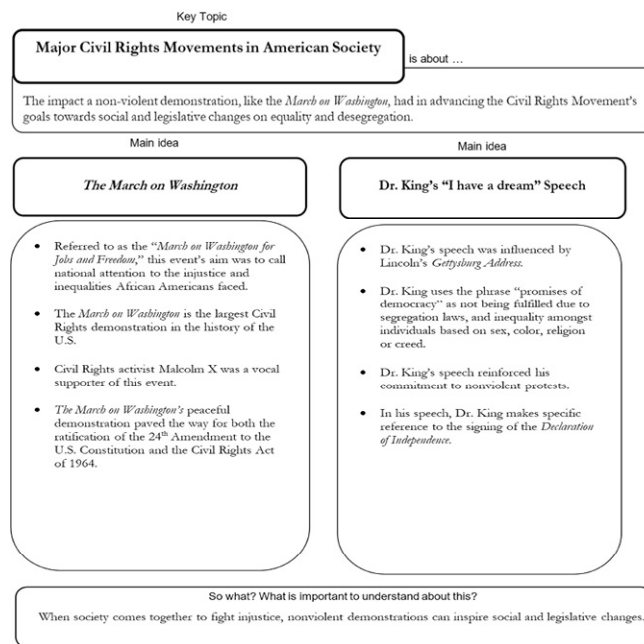 Key Topic
Major Civil Rights Movements in American Society
is about ...
The impact a non-violent demonstration, like the March on Washington, had in advancing the Civil Rights Movement's
goals towards social and legislative changes on equality and desegregation.
Main idea
The March on Washington
• Referred to as the "March on Washington for
Jobs and Freedom," this event's aim was to call
national attention to the injustice and
inequalities African Americans faced.
• The March on Washington is the largest Civil
Rights demonstration in the history of the
U.S.
• Civil Rights activist Malcolm X was a vocal
supporter of this event.
• The March on Washington's peaceful
demonstration paved the way for both the
ratification of the 24th Amendment to the
U.S. Constitution and the Civil Rights Act
of 1964.
Main idea
Dr. King's "I have a dream" Speech
• Dr. King's speech was influenced by
Lincoln's Gettysburg Address.
• Dr. King uses the phrase "promises of
democracy" as not being fulfilled due to
segregation laws, and inequality amongst
individuals based on sex, color, religion
or creed.
• Dr. King's speech reinforced his
commitment to nonviolent protests.
• In his speech, Dr. King makes specific
reference to the signing of the Declaration
of Independence.
So what? What is important to understand about this?
When society comes together to fight injustice, nonviolent demonstrations can inspire social and legislative changes.